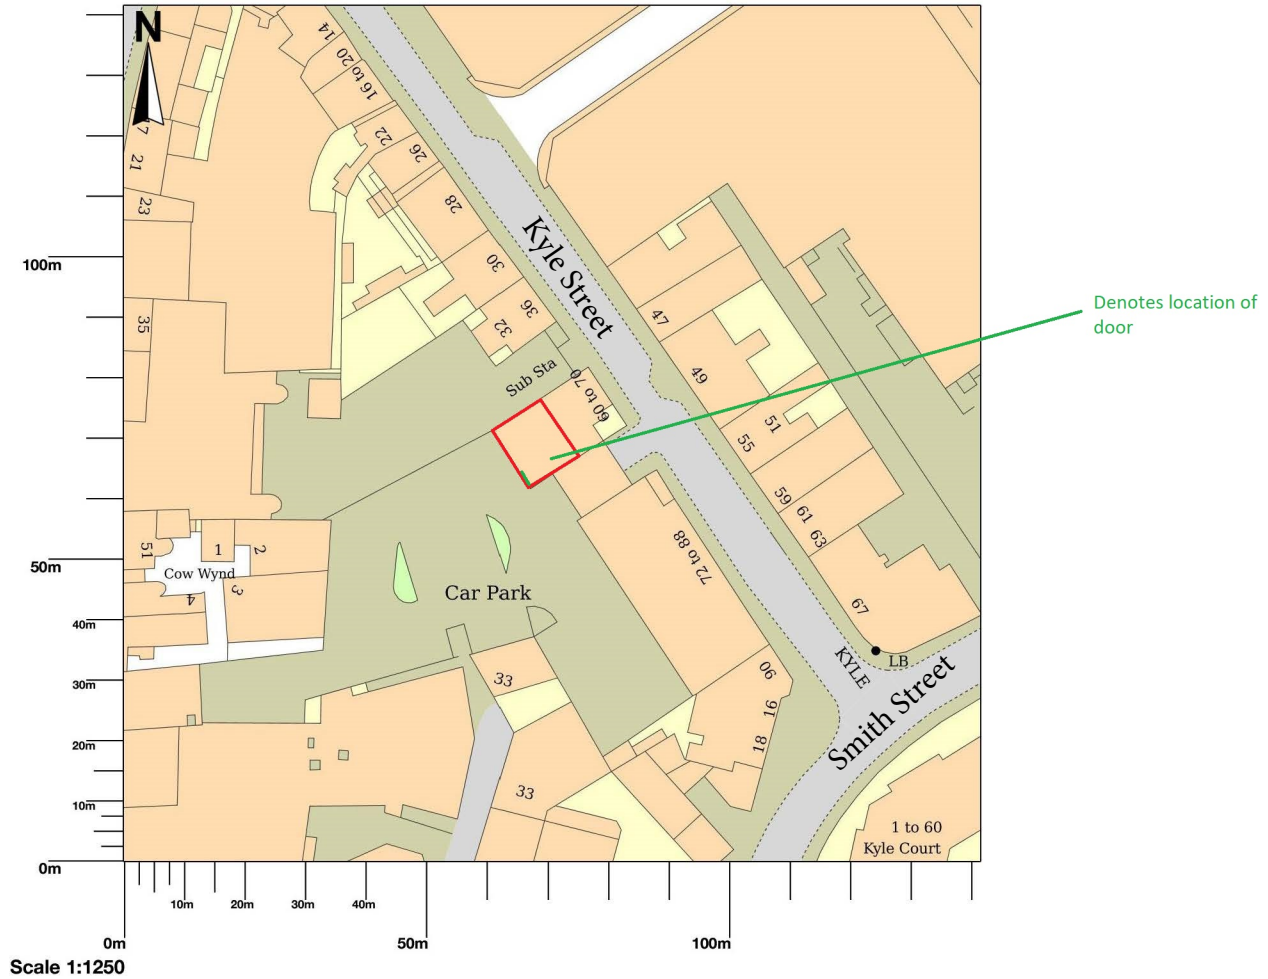 N
14
16 to 20
22
26
28
30
36
32
17
21
23
35
Kyle Street
47
49
51
55
59
61
63
67
Denotes location of
door
Sub Sta
60 to 70
72 to 88
51
1
2
Cow Wynd
3
4
Car Park
33
33
90
16
18
KYLE
LB
Smith Street
1 to 60
Kyle Court
100m
50m
40m
30m
20m
10m
0m
10m
20m
30m
40m
0m
50m
100m
Scale 1:1250